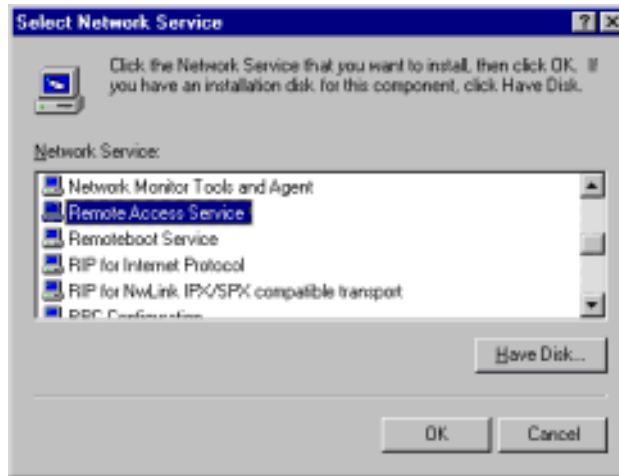 Select Network Service
Click the Network Service that you want to install, then click OK. If
you have an installation disk for this component, click Have Disk.
Network Service:
Network Monitor Tools and Agent
Remote Access Service
Remoteboot Service
RIP for Internet Protocol
RIP for NwLink IPX/SPX compatible transport
RPC Configuration
Have Disk...
OK Cancel